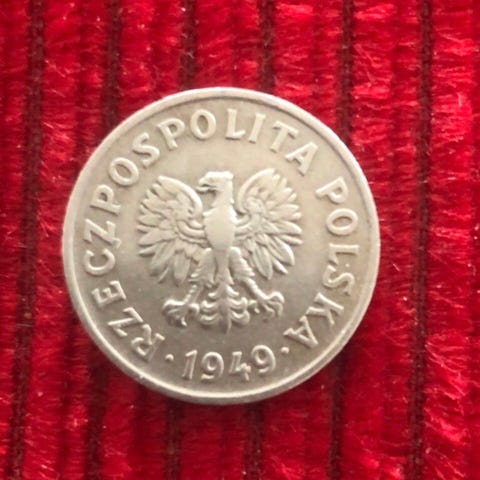 RZECZPOSPOLITA POLSKA
· 1949 ·